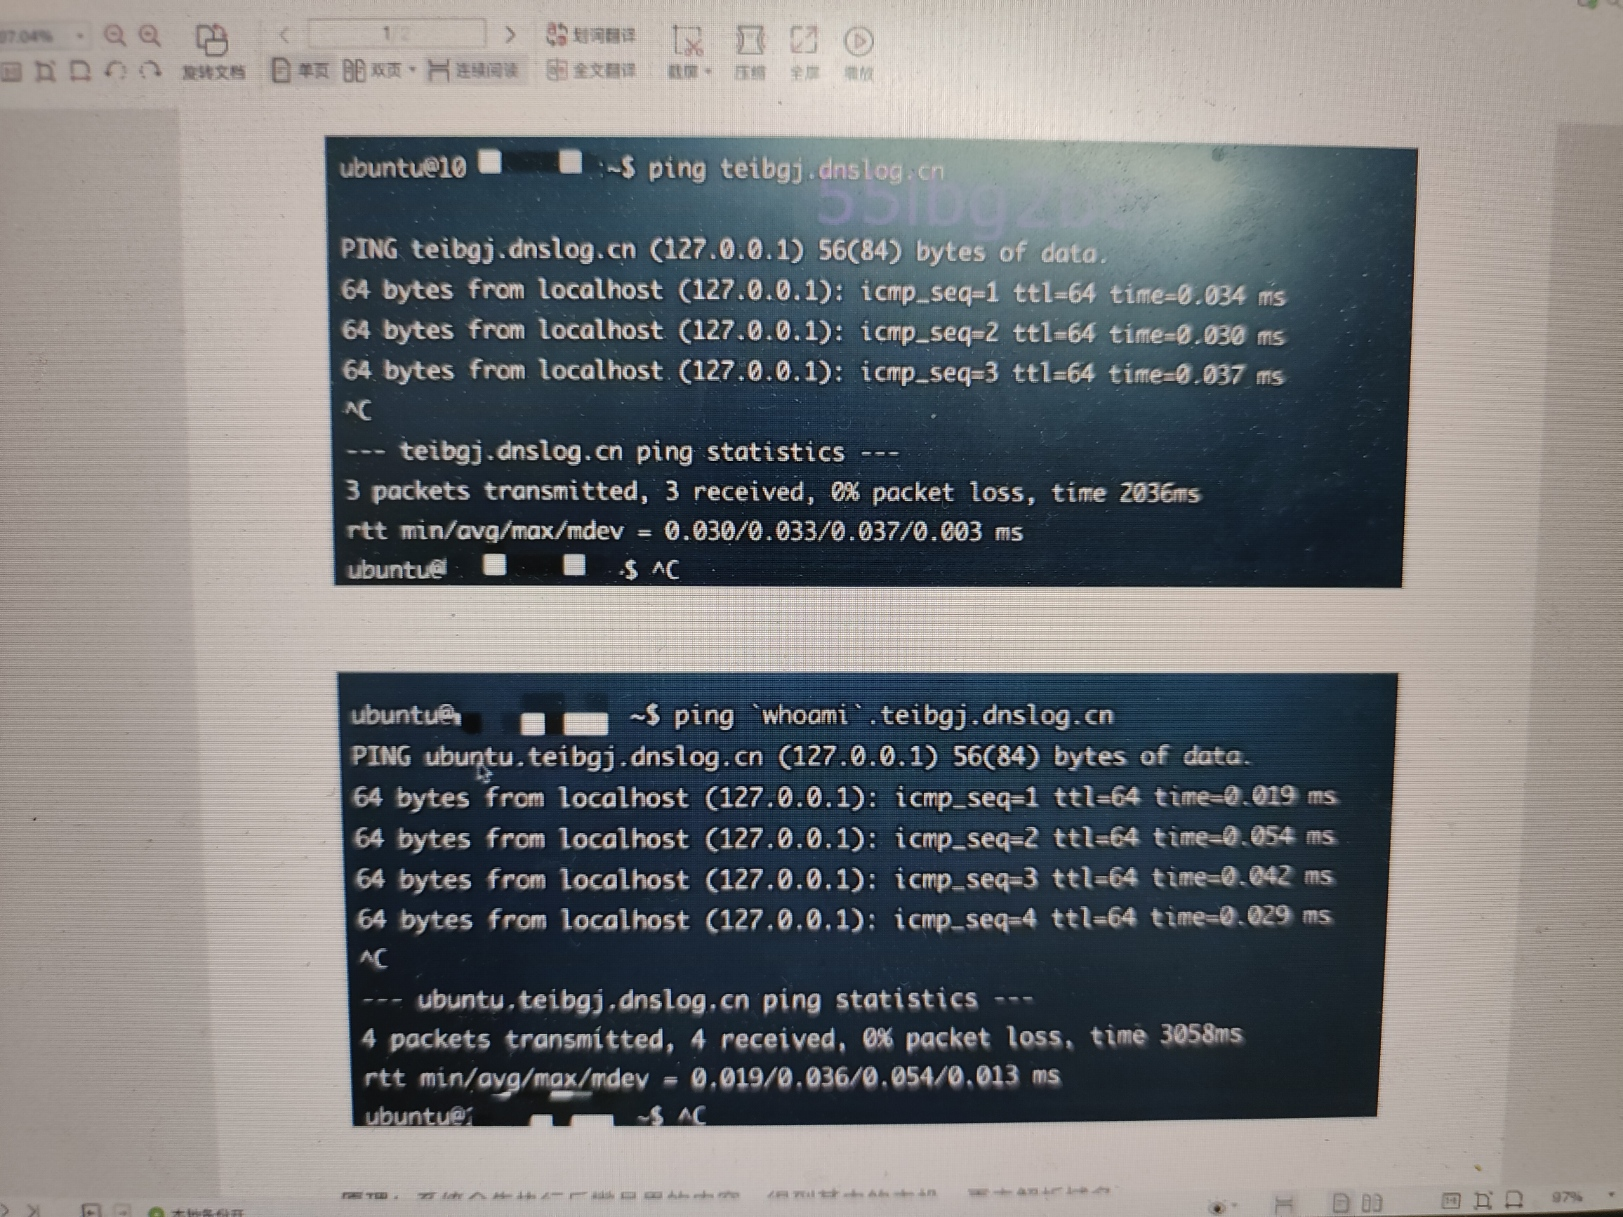 97.04%
1/2
划词翻译
旋转文档
单页
双页
连续阅读
全文翻译
截屏
压缩
全屏
播放
ubuntu@10 :~$ ping teibgj.dnslog.cn
PING teibgj.dnslog.cn (127.0.0.1) 56(84) bytes of data.
64 bytes from localhost (127.0.0.1): icmp_seq=1 ttl=64 time=0.034 ms
64 bytes from localhost (127.0.0.1): icmp_seq=2 ttl=64 time=0.030 ms
64 bytes from localhost (127.0.0.1): icmp_seq=3 ttl=64 time=0.037 ms
^C
--- teibgj.dnslog.cn ping statistics ---
3 packets transmitted, 3 received, 0% packet loss, time 2036ms
rtt min/avg/max/mdev = 0.030/0.033/0.037/0.003 ms
ubuntu@ $ ^C
ubuntu@ ~$ ping `whoami`.teibgj.dnslog.cn
PING ubuntu.teibgj.dnslog.cn (127.0.0.1) 56(84) bytes of data.
64 bytes from localhost (127.0.0.1): icmp_seq=1 ttl=64 time=0.019 ms
64 bytes from localhost (127.0.0.1): icmp_seq=2 ttl=64 time=0.054 ms
64 bytes from localhost (127.0.0.1): icmp_seq=3 ttl=64 time=0.042 ms
64 bytes from localhost (127.0.0.1): icmp_seq=4 ttl=64 time=0.029 ms
^C
--- ubuntu.teibgj.dnslog.cn ping statistics ---
4 packets transmitted, 4 received, 0% packet loss, time 3058ms
rtt min/avg/max/mdev = 0.019/0.036/0.054/0.013 ms
ubuntu@ ~$ ^C
97%